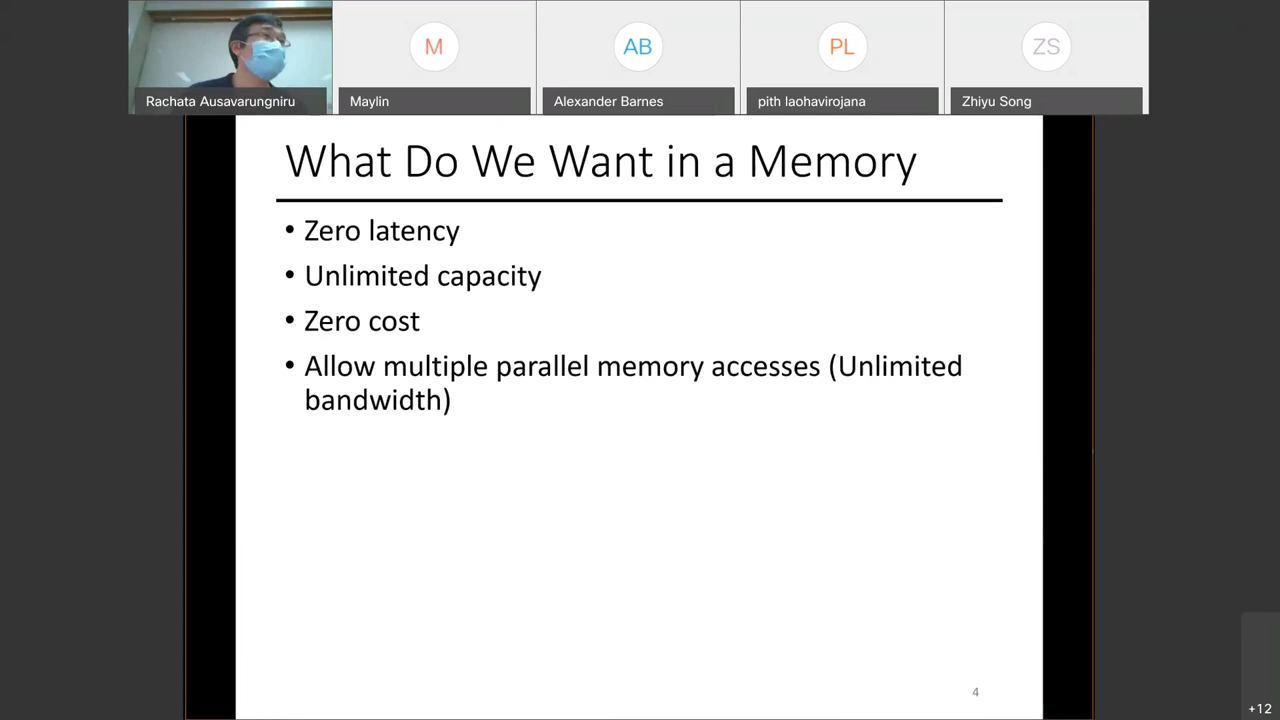 M
AB
PL
ZS
Rachata Ausavarungniru
Maylin
Alexander Barnes
pith laohavirojana
Zhiyu Song
What Do We Want in a Memory
• Zero latency
• Unlimited capacity
• Zero cost
• Allow multiple parallel memory accesses (Unlimited
bandwidth)
4
+12